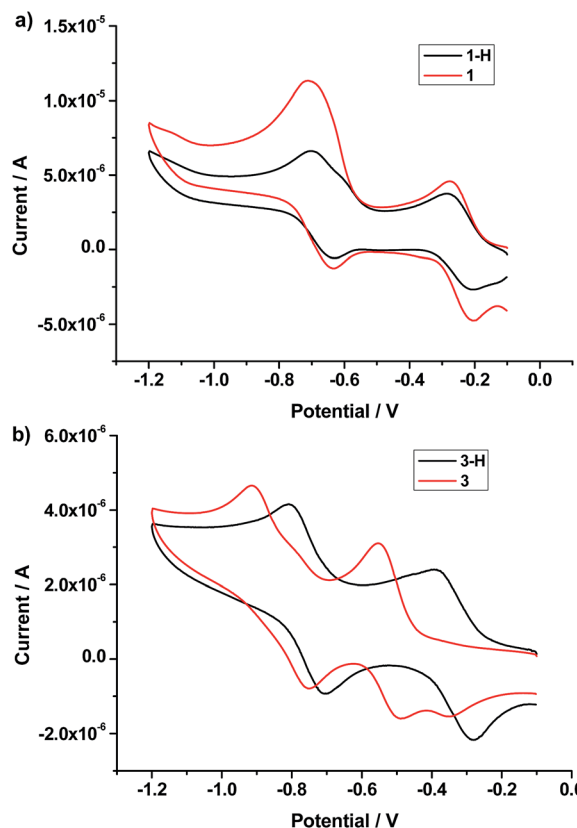 a)
1.5x10⁻⁵
1-H
1
1.0x10⁻⁵
5.0x10⁻⁶
0.0
-5.0x10⁻⁶
Current / A
-1.2 -1.0 -0.8 -0.6 -0.4 -0.2 0.0
Potential / V
b)
6.0x10⁻⁶
3-H
3
4.0x10⁻⁶
2.0x10⁻⁶
0.0
-2.0x10⁻⁶
Current / A
-1.2 -1.0 -0.8 -0.6 -0.4 -0.2 0.0
Potential / V